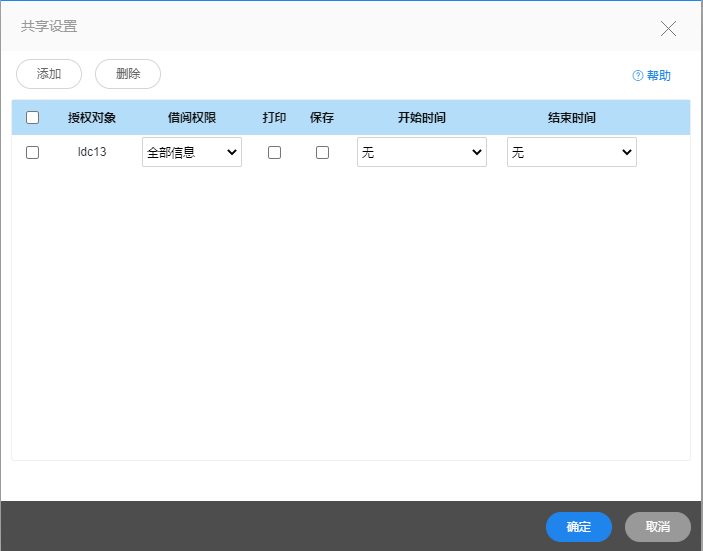 共享设置
添加 删除 帮助
授权对象 借阅权限 打印 保存 开始时间 结束时间
ldc13 全部信息 无 无
确定 取消